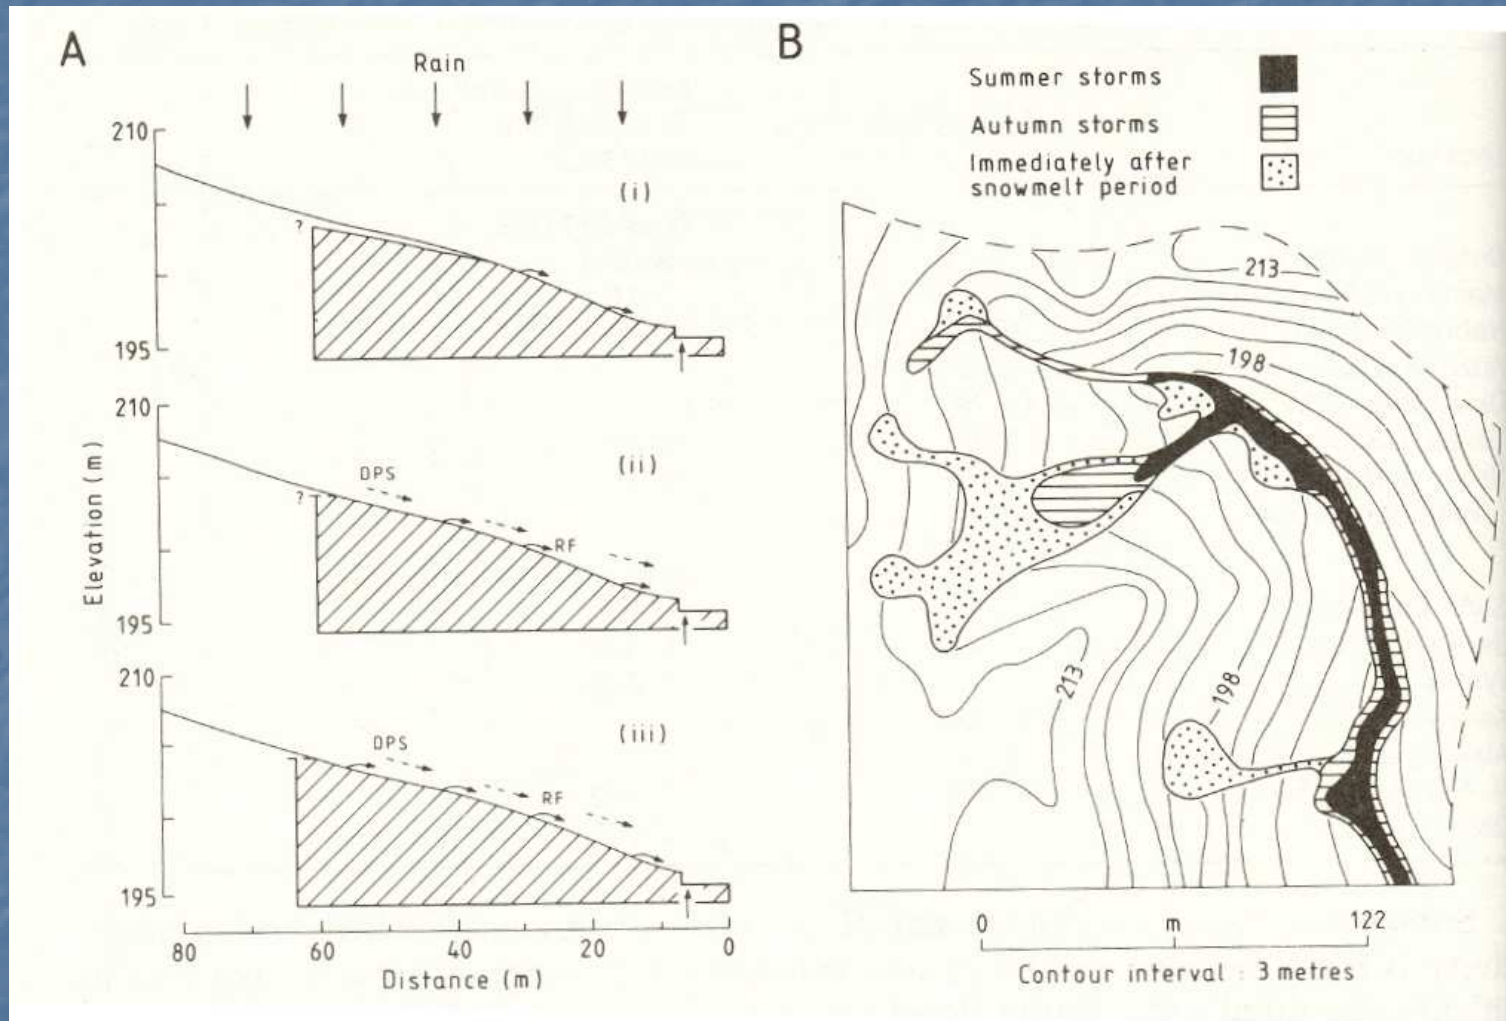 A
Rain
210
(i)
?
195
210
(ii)
DPS
?
RF
195
Elevation (m)
210
(iii)
DPS
RF
195
80 60 40 20 0
Distance (m)
B
Summer storms
Autumn storms
Immediately after
snowmelt period
213
198
213
198
0 m 122
Contour interval : 3 metres